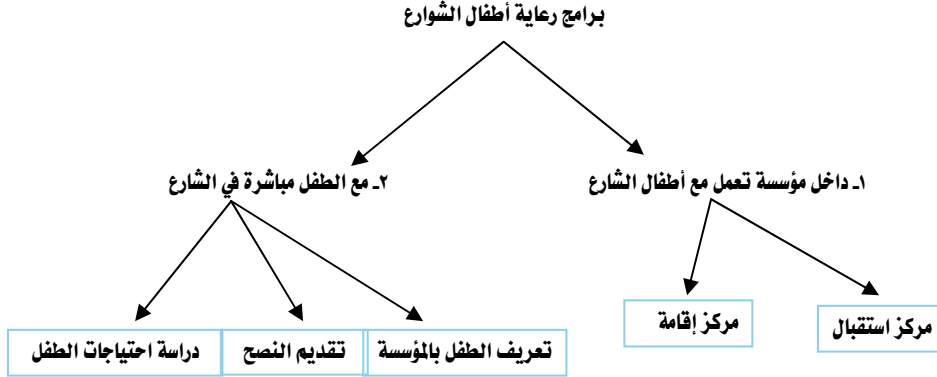 برامج رعاية أطفال الشوارع
١ـ داخل مؤسسة تعمل مع أطفال الشارع
٢ـ مع الطفل مباشرة في الشارع
مركز استقبال
مركز إقامة
تعريف الطفل بالمؤسسة
تقديم النصح
دراسة احتياجات الطفل